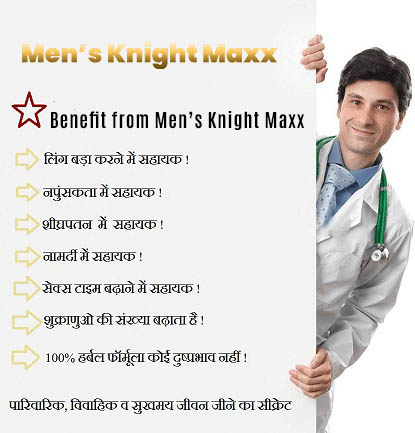 Men's Knight Maxx
Benefit from Men's Knight Maxx
लिंग बड़ा करने में सहायक !
नपुंसकता में सहायक !
शीघ्रपतन में सहायक !
नामर्दी में सहायक !
सेक्स टाइम बढ़ाने में सहायक !
शुक्राणुओ की संख्या बढ़ाता है !
100% हर्बल फॉर्मूला कोई दुष्प्रभाव नहीं !
पारिवारिक, विवाहिक व सुखमय जीवन जीने का सीक्रेट